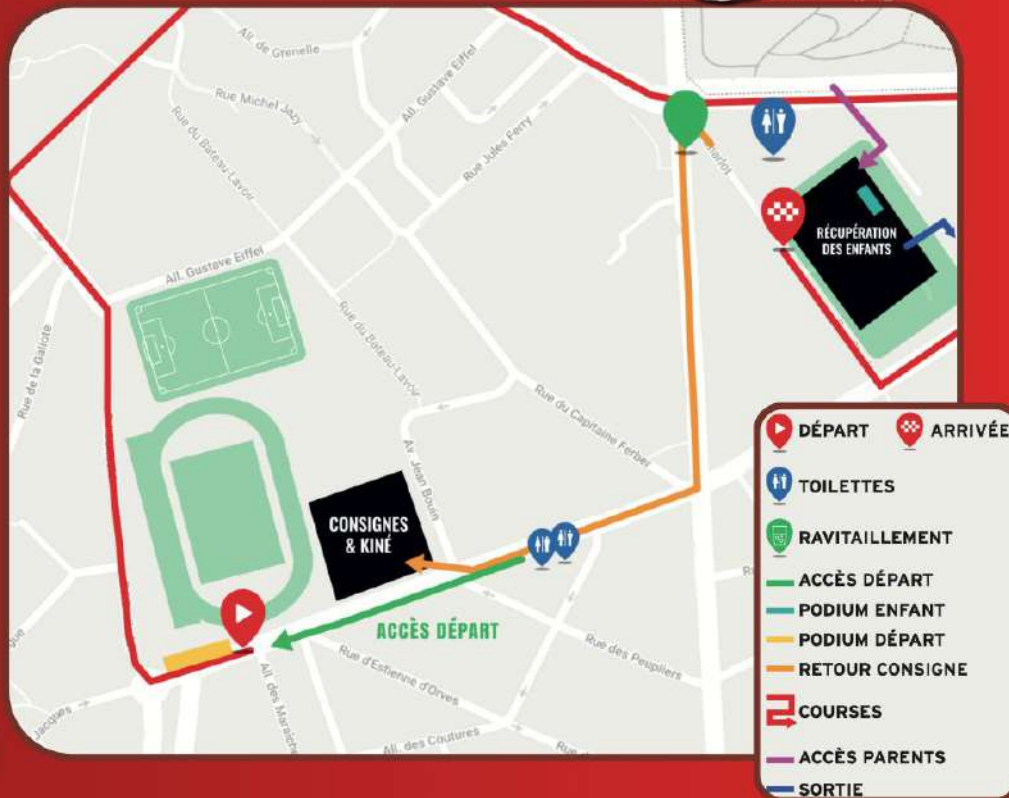 All. de Grenelle
All. Gustave Eiffel
Rue Michel Jazy
Rue du Bateau-Lavoir
Rue Jules Ferry
RÉCUPÉRATION
DES ENFANTS
All. Gustave Eiffel
Rue de la Galiote
Rue du Bateau-Lavoir
Rue du Capitaine Ferber
Av. Jean Bouin
CONSIGNES
& KINÉ
ACCÈS DÉPART
Rue d'Estienne d'Orves
Rue des Peupliers
Jacques
All. des Maraîche
All. des Coutures
DÉPART
ARRIVÉE
TOILETTES
RAVITAILLEMENT
ACCÈS DÉPART
PODIUM ENFANT
PODIUM DÉPART
RETOUR CONSIGNE
COURSES
ACCÈS PARENTS
SORTIE